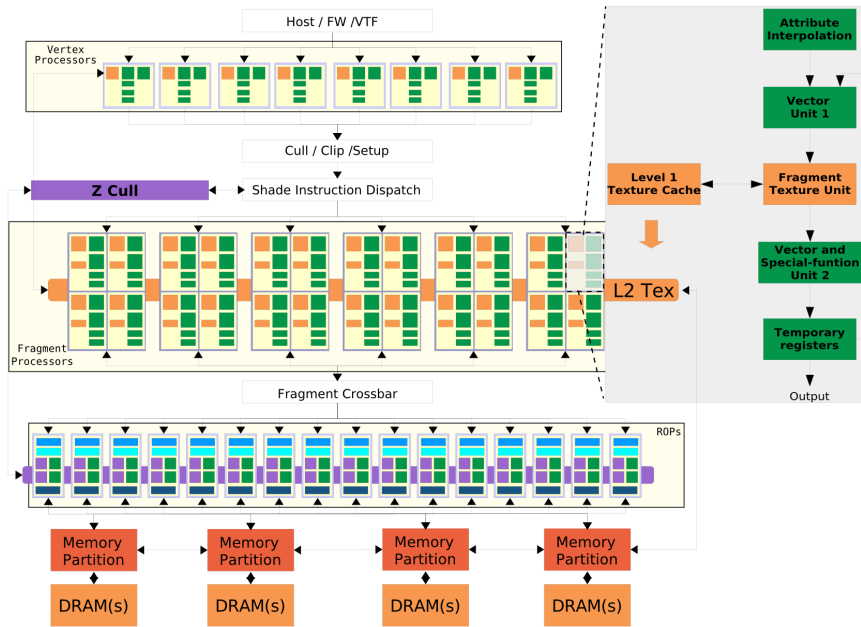 Host / FW /VTF
Vertex
Processors
Cull / Clip /Setup
Z Cull
Shade Instruction Dispatch
L2 Tex
Fragment
Processors
Fragment Crossbar
ROPs
Memory
Partition
Memory
Partition
Memory
Partition
Memory
Partition
DRAM(s)
DRAM(s)
DRAM(s)
DRAM(s)
Attribute
Interpolation
Vector
Unit 1
Level 1
Texture Cache
Fragment
Texture Unit
Vector and
Special-funtion
Unit 2
Temporary
registers
Output